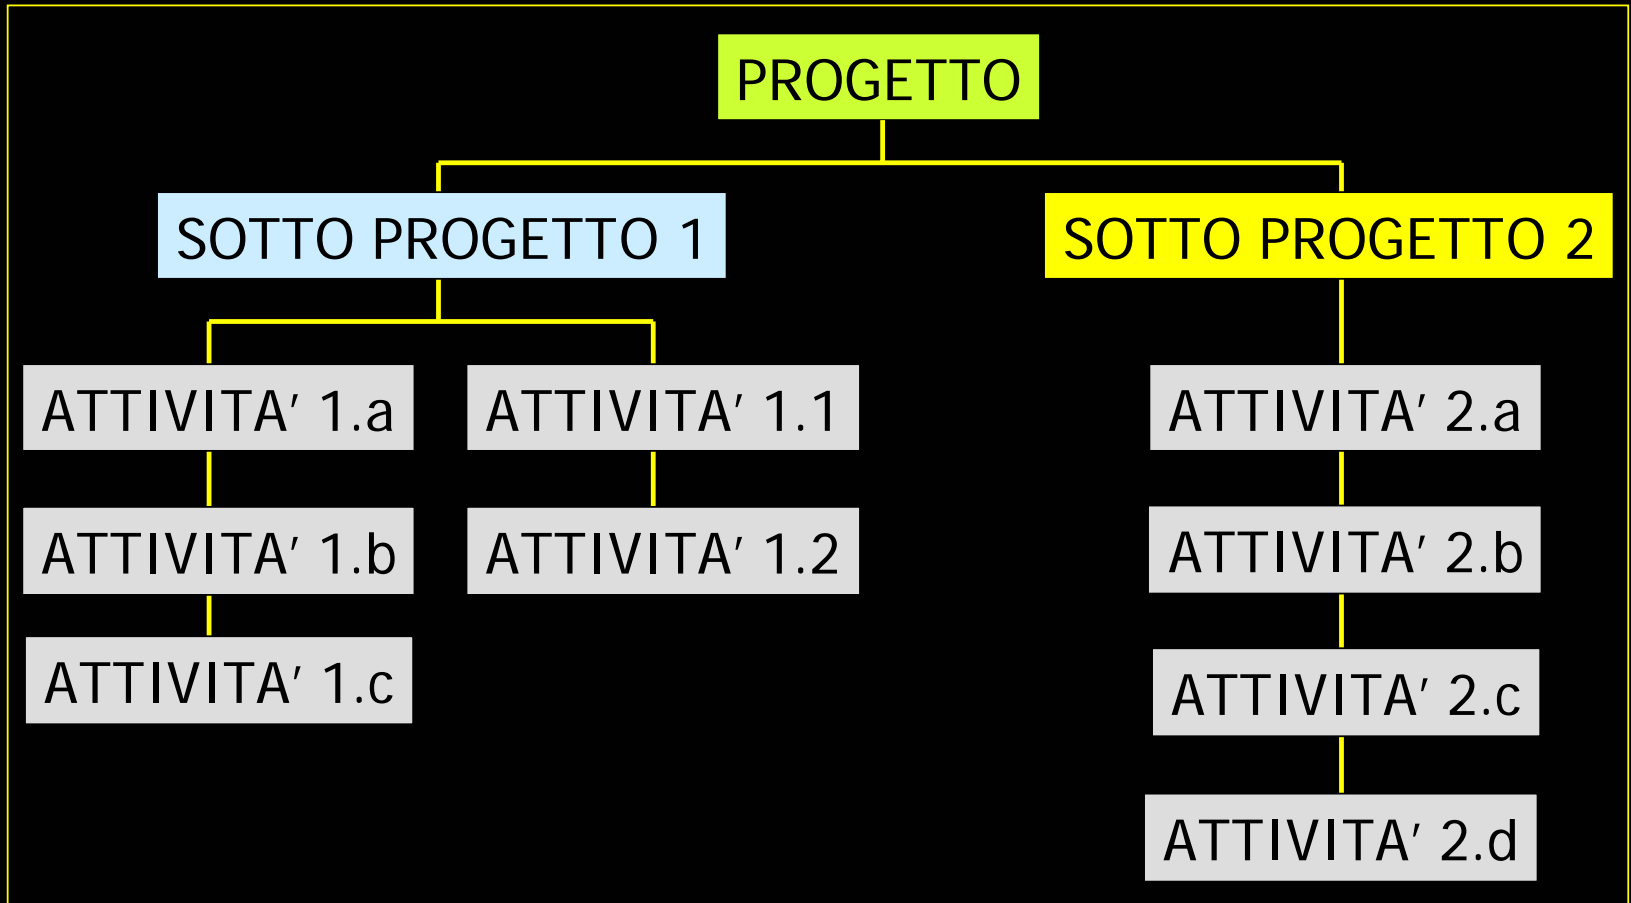 PROGETTO
SOTTO PROGETTO 1
SOTTO PROGETTO 2
ATTIVITA’ 1.a
ATTIVITA’ 1.1
ATTIVITA’ 2.a
ATTIVITA’ 1.b
ATTIVITA’ 1.2
ATTIVITA’ 2.b
ATTIVITA’ 1.c
ATTIVITA’ 2.c
ATTIVITA’ 2.d